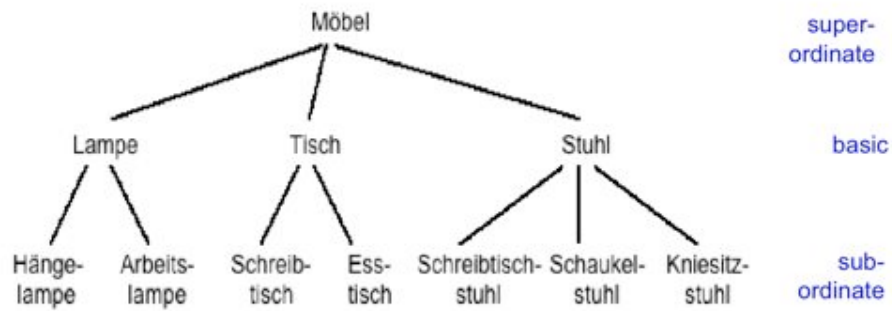 Möbel
super-
ordinate
Lampe Tisch Stuhl basic
Hänge- Arbeits- Schreib- Ess- Schreibtisch- Schaukel- Kniesitz- sub-
lampe lampe tisch tisch stuhl stuhl stuhl ordinate